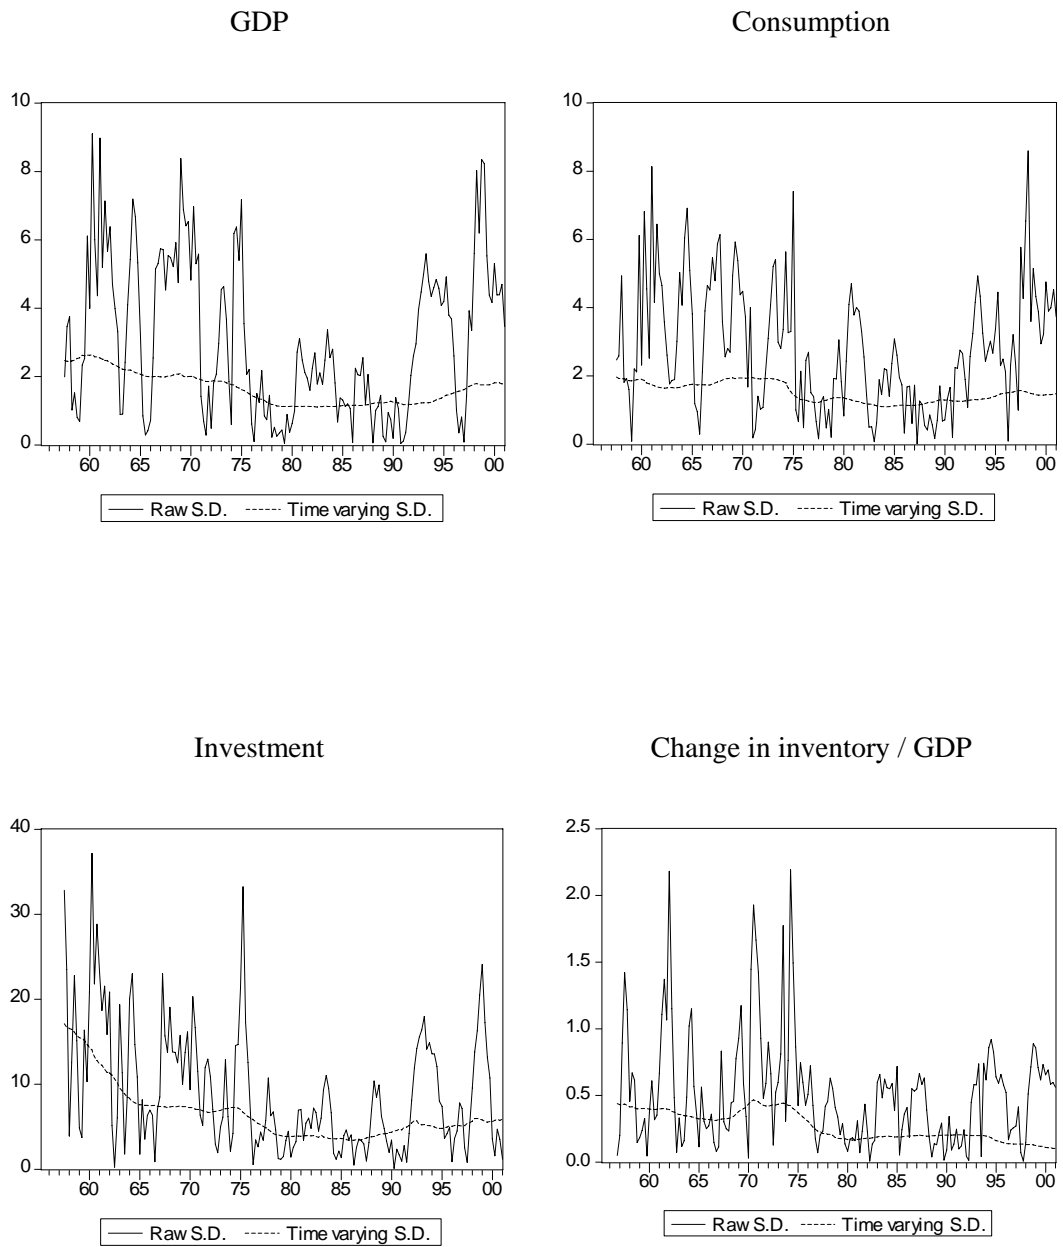 GDP
Consumption
10
8
6
4
2
0
60 65 70 75 80 85 90 95 00
Raw S.D. Time varying S.D.
10
8
6
4
2
0
60 65 70 75 80 85 90 95 00
Raw S.D. Time varying S.D.
Investment
Change in inventory / GDP
40
30
20
10
0
60 65 70 75 80 85 90 95 00
Raw S.D. Time varying S.D.
2.5
2.0
1.5
1.0
0.5
0.0
60 65 70 75 80 85 90 95 00
Raw S.D. Time varying S.D.